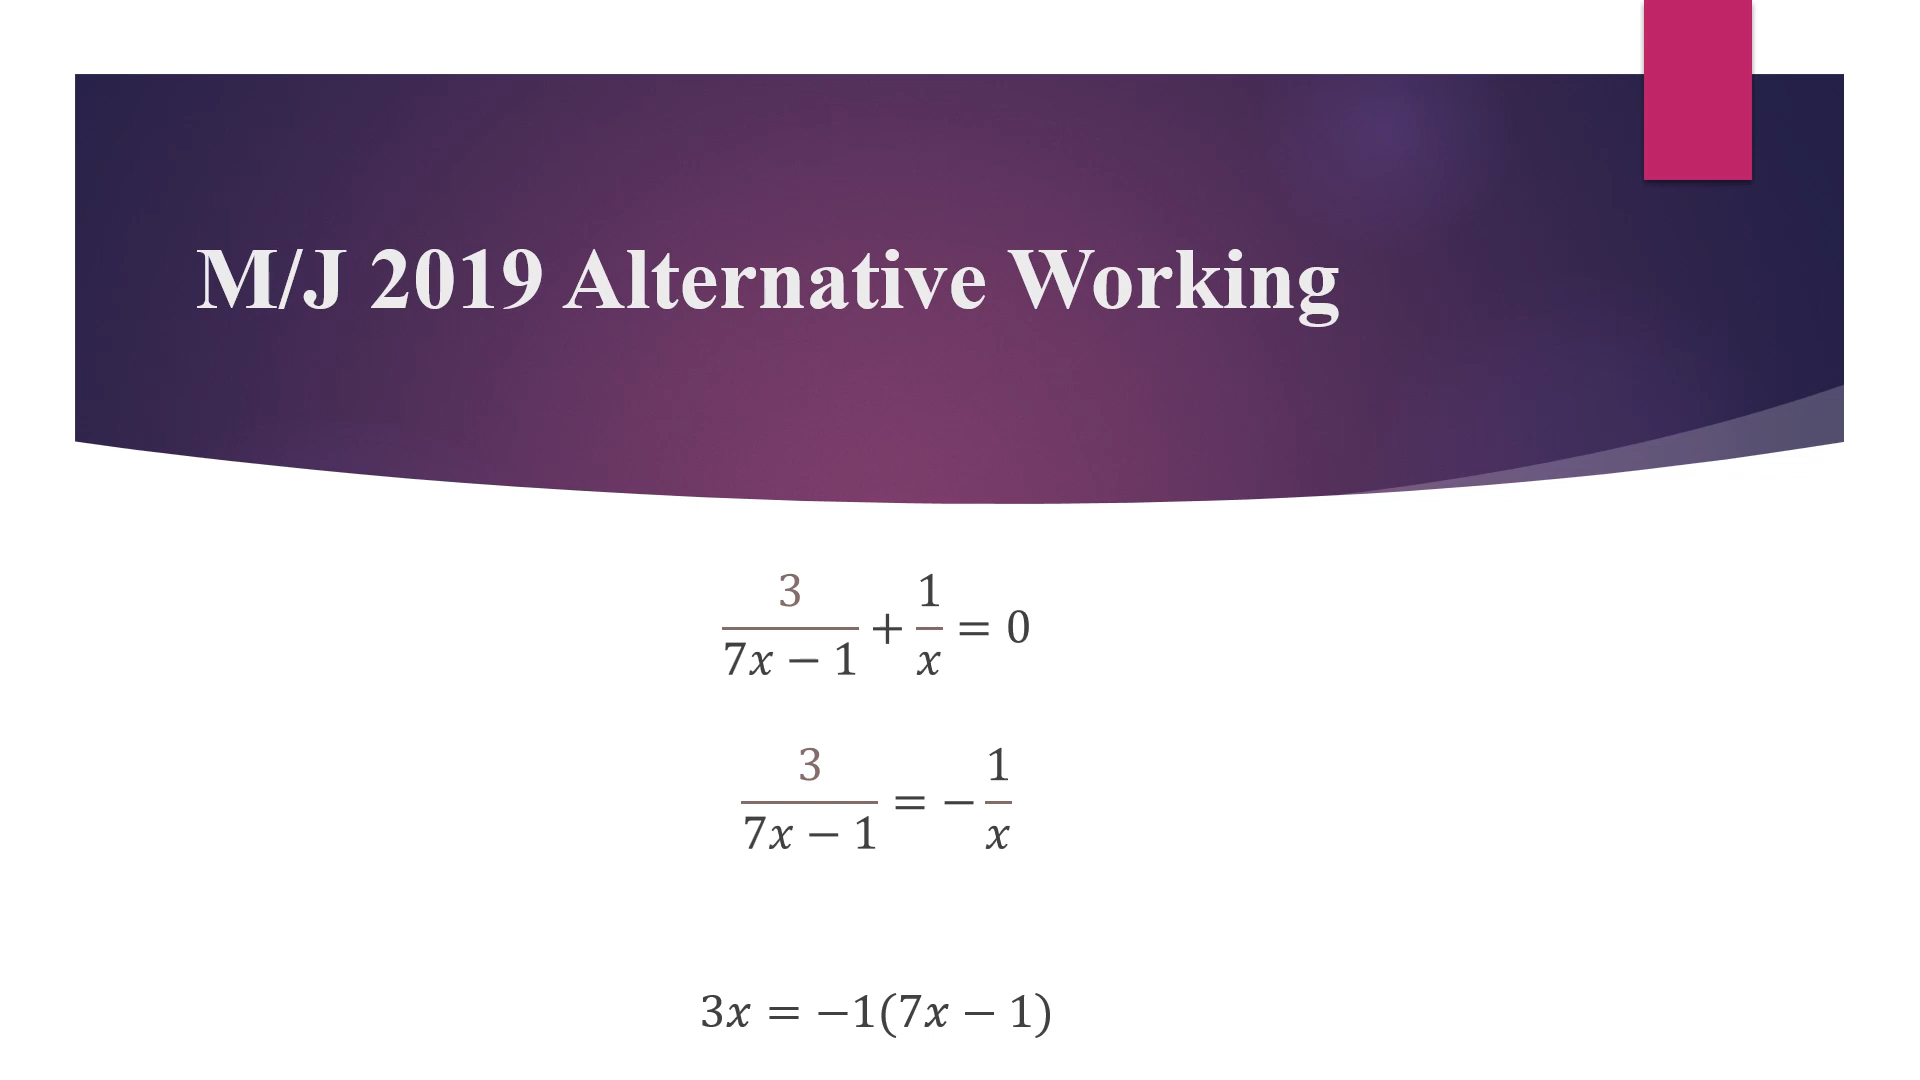 M/J 2019 Alternative Working
3/(7x − 1) + 1/x = 0
3/(7x − 1) = − 1/x
3x = −1(7x − 1)